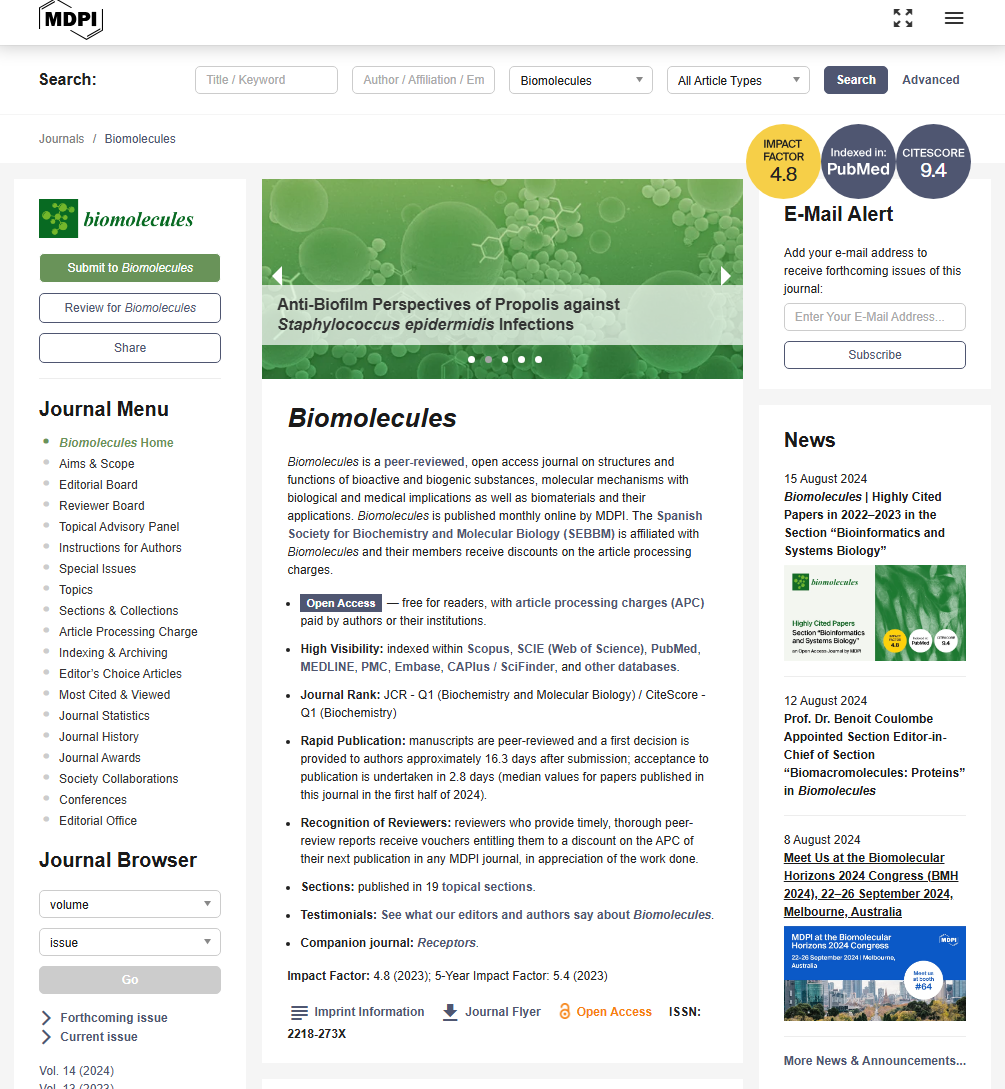 MDPI
Search:
Title / Keyword
Author / Affiliation / Em
Biomolecules
All Article Types
Search
Advanced
Journals / Biomolecules
IMPACT
FACTOR
4.8
Indexed in:
PubMed
CITESCORE
9.4
biomolecules
Submit to Biomolecules
Review for Biomolecules
Share
Journal Menu
Biomolecules Home
Aims & Scope
Editorial Board
Reviewer Board
Topical Advisory Panel
Instructions for Authors
Special Issues
Topics
Sections & Collections
Article Processing Charge
Indexing & Archiving
Editor's Choice Articles
Most Cited & Viewed
Journal Statistics
Journal History
Journal Awards
Society Collaborations
Conferences
Editorial Office
Journal Browser
volume
issue
Go
Forthcoming issue
Current issue
Vol. 14 (2024)
Vol. 13 (2023)
Anti-Biofilm Perspectives of Propolis against
Staphylococcus epidermidis Infections
Biomolecules
Biomolecules is a peer-reviewed, open access journal on structures and
functions of bioactive and biogenic substances, molecular mechanisms with
biological and medical implications as well as biomaterials and their
applications. Biomolecules is published monthly online by MDPI. The Spanish
Society for Biochemistry and Molecular Biology (SEBBM) is affiliated with
Biomolecules and their members receive discounts on the article processing
charges.
Open Access — free for readers, with article processing charges (APC)
paid by authors or their institutions.
High Visibility: indexed within Scopus, SCIE (Web of Science), PubMed,
MEDLINE, PMC, Embase, CAPlus / SciFinder, and other databases.
Journal Rank: JCR - Q1 (Biochemistry and Molecular Biology) / CiteScore -
Q1 (Biochemistry)
Rapid Publication: manuscripts are peer-reviewed and a first decision is
provided to authors approximately 16.3 days after submission; acceptance to
publication is undertaken in 2.8 days (median values for papers published in
this journal in the first half of 2024).
Recognition of Reviewers: reviewers who provide timely, thorough peer-
review reports receive vouchers entitling them to a discount on the APC of
their next publication in any MDPI journal, in appreciation of the work done.
Sections: published in 19 topical sections.
Testimonials: See what our editors and authors say about Biomolecules.
Companion journal: Receptors.
Impact Factor: 4.8 (2023); 5-Year Impact Factor: 5.4 (2023)
Imprint Information Journal Flyer Open Access ISSN:
2218-273X
E-Mail Alert
Add your e-mail address to
receive forthcoming issues of this
journal:
Enter Your E-Mail Address...
Subscribe
News
15 August 2024
Biomolecules | Highly Cited
Papers in 2022–2023 in the
Section “Bioinformatics and
Systems Biology”
biomolecules
Highly Cited Papers
Section "Bioinformatics
and Systems Biology"
an Open Access Journal by MDPI
IMPACT
FACTOR
4.8
Indexed in:
PubMed
CITESCORE
9.4
12 August 2024
Prof. Dr. Benoit Coulombe
Appointed Section Editor-in-
Chief of Section
“Biomacromolecules: Proteins”
in Biomolecules
8 August 2024
Meet Us at the Biomolecular
Horizons 2024 Congress (BMH
2024), 22–26 September 2024,
Melbourne, Australia
MDPI at the Biomolecular
Horizons 2024 Congress
MDPI
22–26 September 2024 | Melbourne,
Australia
Meet us
at booth
#64
More News & Announcements...